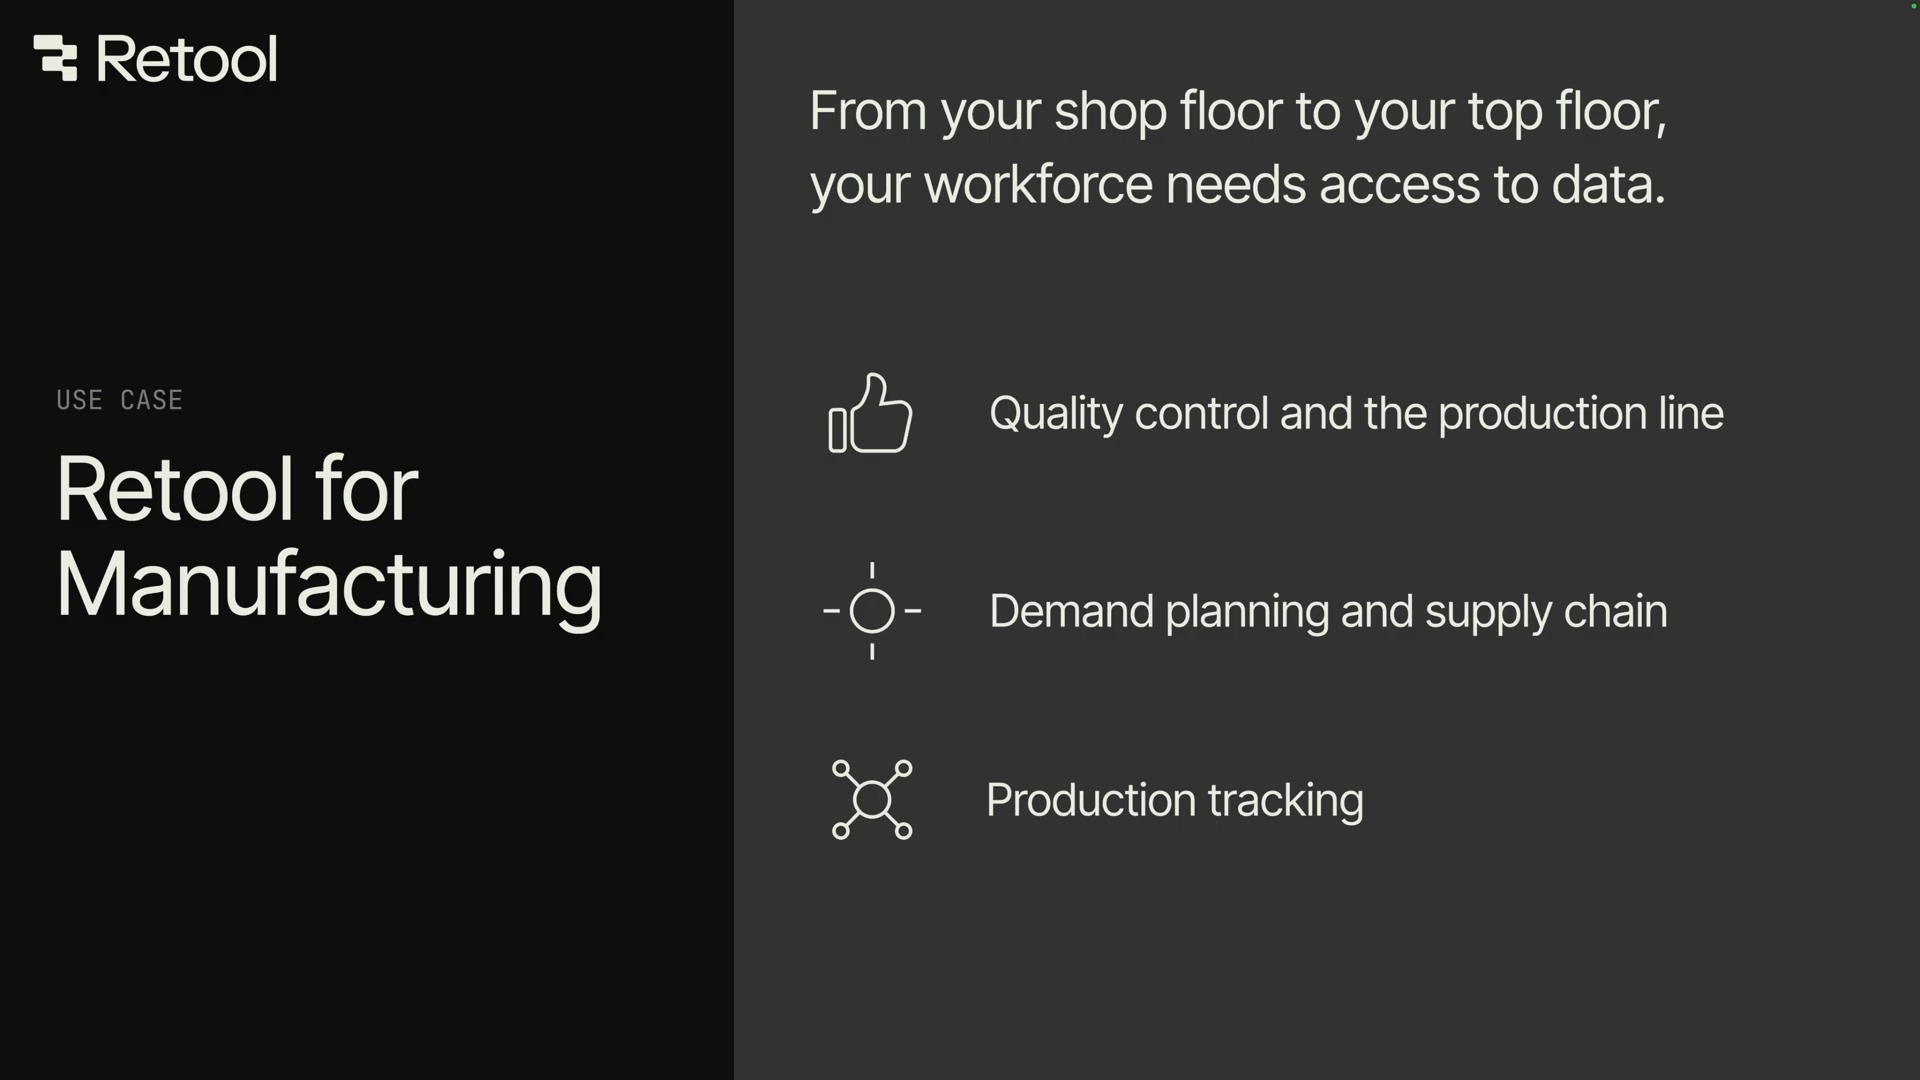 Retool
USE CASE
Retool for
Manufacturing
From your shop floor to your top floor,
your workforce needs access to data.
Quality control and the production line
Demand planning and supply chain
Production tracking